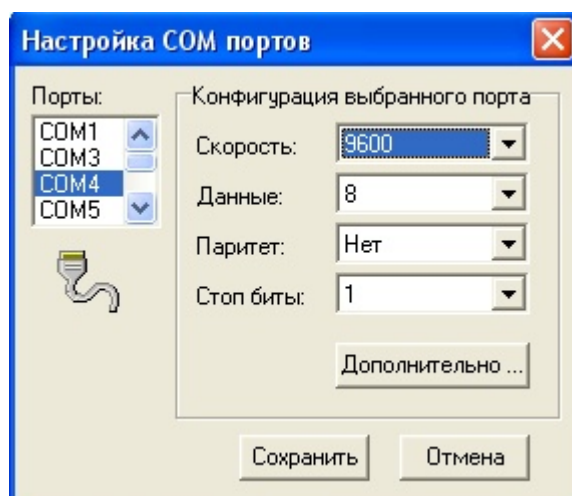 Настройка COM портов
Порты:
COM1
COM3
COM4
COM5
Конфигурация выбранного порта
Скорость: 9600
Данные: 8
Паритет: Нет
Стоп биты: 1
Дополнительно ...
Сохранить Отмена